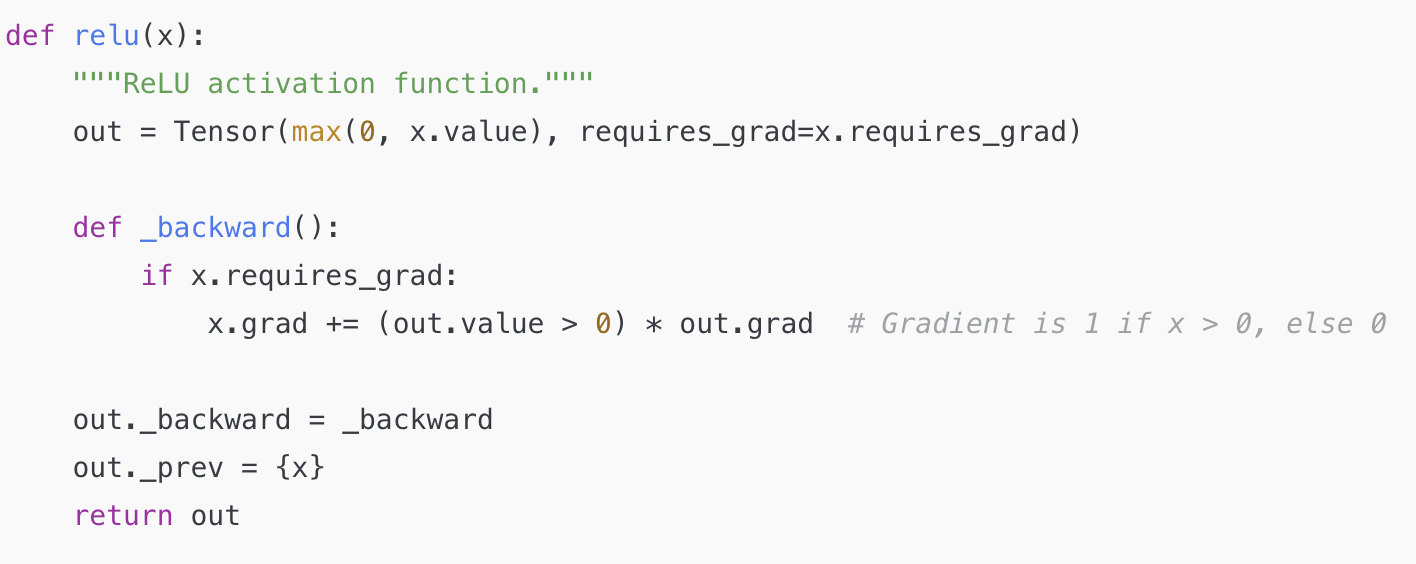 def relu(x):
    """ReLU activation function."""
    out = Tensor(max(0, x.value), requires_grad=x.requires_grad)

    def _backward():
        if x.requires_grad:
            x.grad += (out.value > 0) * out.grad  # Gradient is 1 if x > 0, else 0

    out._backward = _backward
    out._prev = {x}
    return out